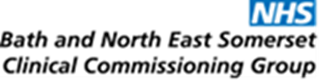 NHS
Bath and North East Somerset
Clinical Commissioning Group